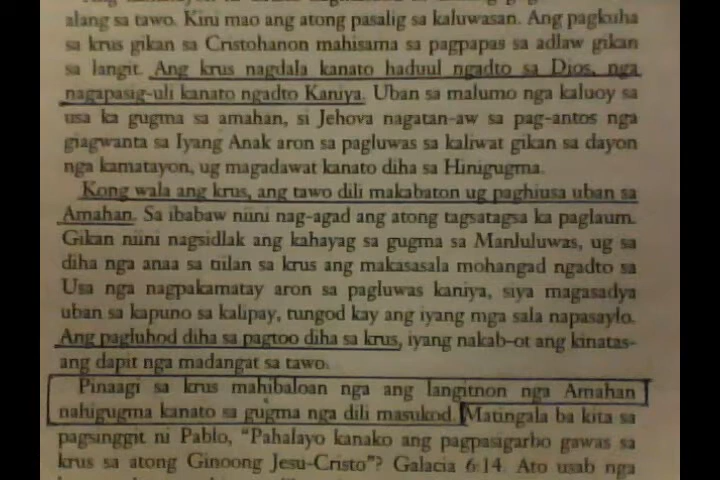 alang sa tawo. Kini mao ang atong pasalig sa kaluwasan. Ang pagkuha
sa krus gikan sa Cristohanon mahisama sa pagpapas sa adlaw gikan
sa langit. Ang krus nagdala kanato haduul ngadto sa Dios, nga
nagapasig-uli kanato ngadto Kaniya. Uban sa malumo nga kaluoy sa
usa ka gugma sa amahan, si Jehova nagatan-aw sa pag-antos nga
giagwanta sa Iyang Anak aron sa pagluwas sa kaliwat gikan sa dayon
nga kamatayon, ug magadawat kanato diha sa Hinigugma.
Kong wala ang krus, ang tawo dili makabaton ug paghiusa uban sa
Amahan. Sa ibabaw niini nag-agad ang atong tagsatagsa ka paglaum.
Gikan niini nagsidlak ang kahayag sa gugma sa Manluluwas, ug sa
diha nga anaa sa tiilan sa krus ang makasasala mohangad ngadto sa
Usa nga nagpakamatay aron sa pagluwas kaniya, siya magasadya
uban sa kapuno sa kalipay, tungod kay ang iyang mga sala napasaylo.
Ang pagluhod diha sa pagtoo diha sa krus, iyang nakab-ot ang kinatas-
ang dapit nga madangat sa tawo.
Pinaagi sa krus mahibaloan nga ang langitnon nga Amahan
nahigugma kanato sa gugma nga dili masukod. Matingala ba kita sa
pagsinggit ni Pablo, “Pahalayo kanako ang pagpasigarbo gawas sa
krus sa atong Ginoong Jesu-Cristo”? Galacia 6:14. Ato usab nga